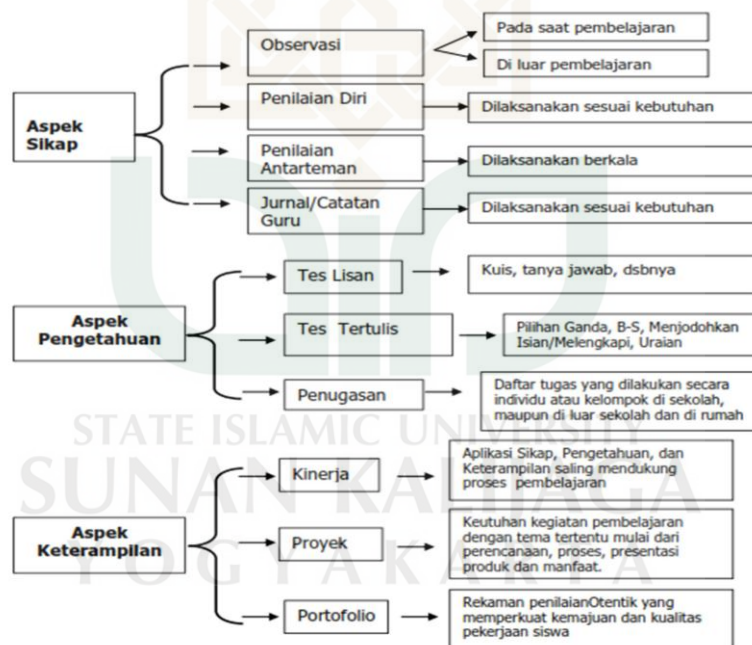 Aspek
Sikap
Observasi
Pada saat pembelajaran
Di luar pembelajaran
Penilaian Diri
Dilaksanakan sesuai kebutuhan
Penilaian
Antarteman
Dilaksanakan berkala
Jurnal/Catatan
Guru
Dilaksanakan sesuai kebutuhan
Aspek
Pengetahuan
Tes Lisan
Kuis, tanya jawab, dsbnya
Tes Tertulis
Pilihan Ganda, B-S, Menjodohkan
Isian/Melengkapi, Uraian
Penugasan
Daftar tugas yang dilakukan secara
individu atau kelompok di sekolah,
maupun di luar sekolah dan di rumah
Aspek
Keterampilan
Kinerja
Aplikasi Sikap, Pengetahuan, dan
Keterampilan saling mendukung
proses pembelajaran
Proyek
Keutuhan kegiatan pembelajaran
dengan tema tertentu mulai dari
perencanaan, proses, presentasi
produk dan manfaat.
Portofolio
Rekaman penilaianOtentik yang
memperkuat kemajuan dan kualitas
pekerjaan siswa
STATE ISLAMIC UNIVERSITY
SUNAN KALIJAGA
YOGYAKARTA